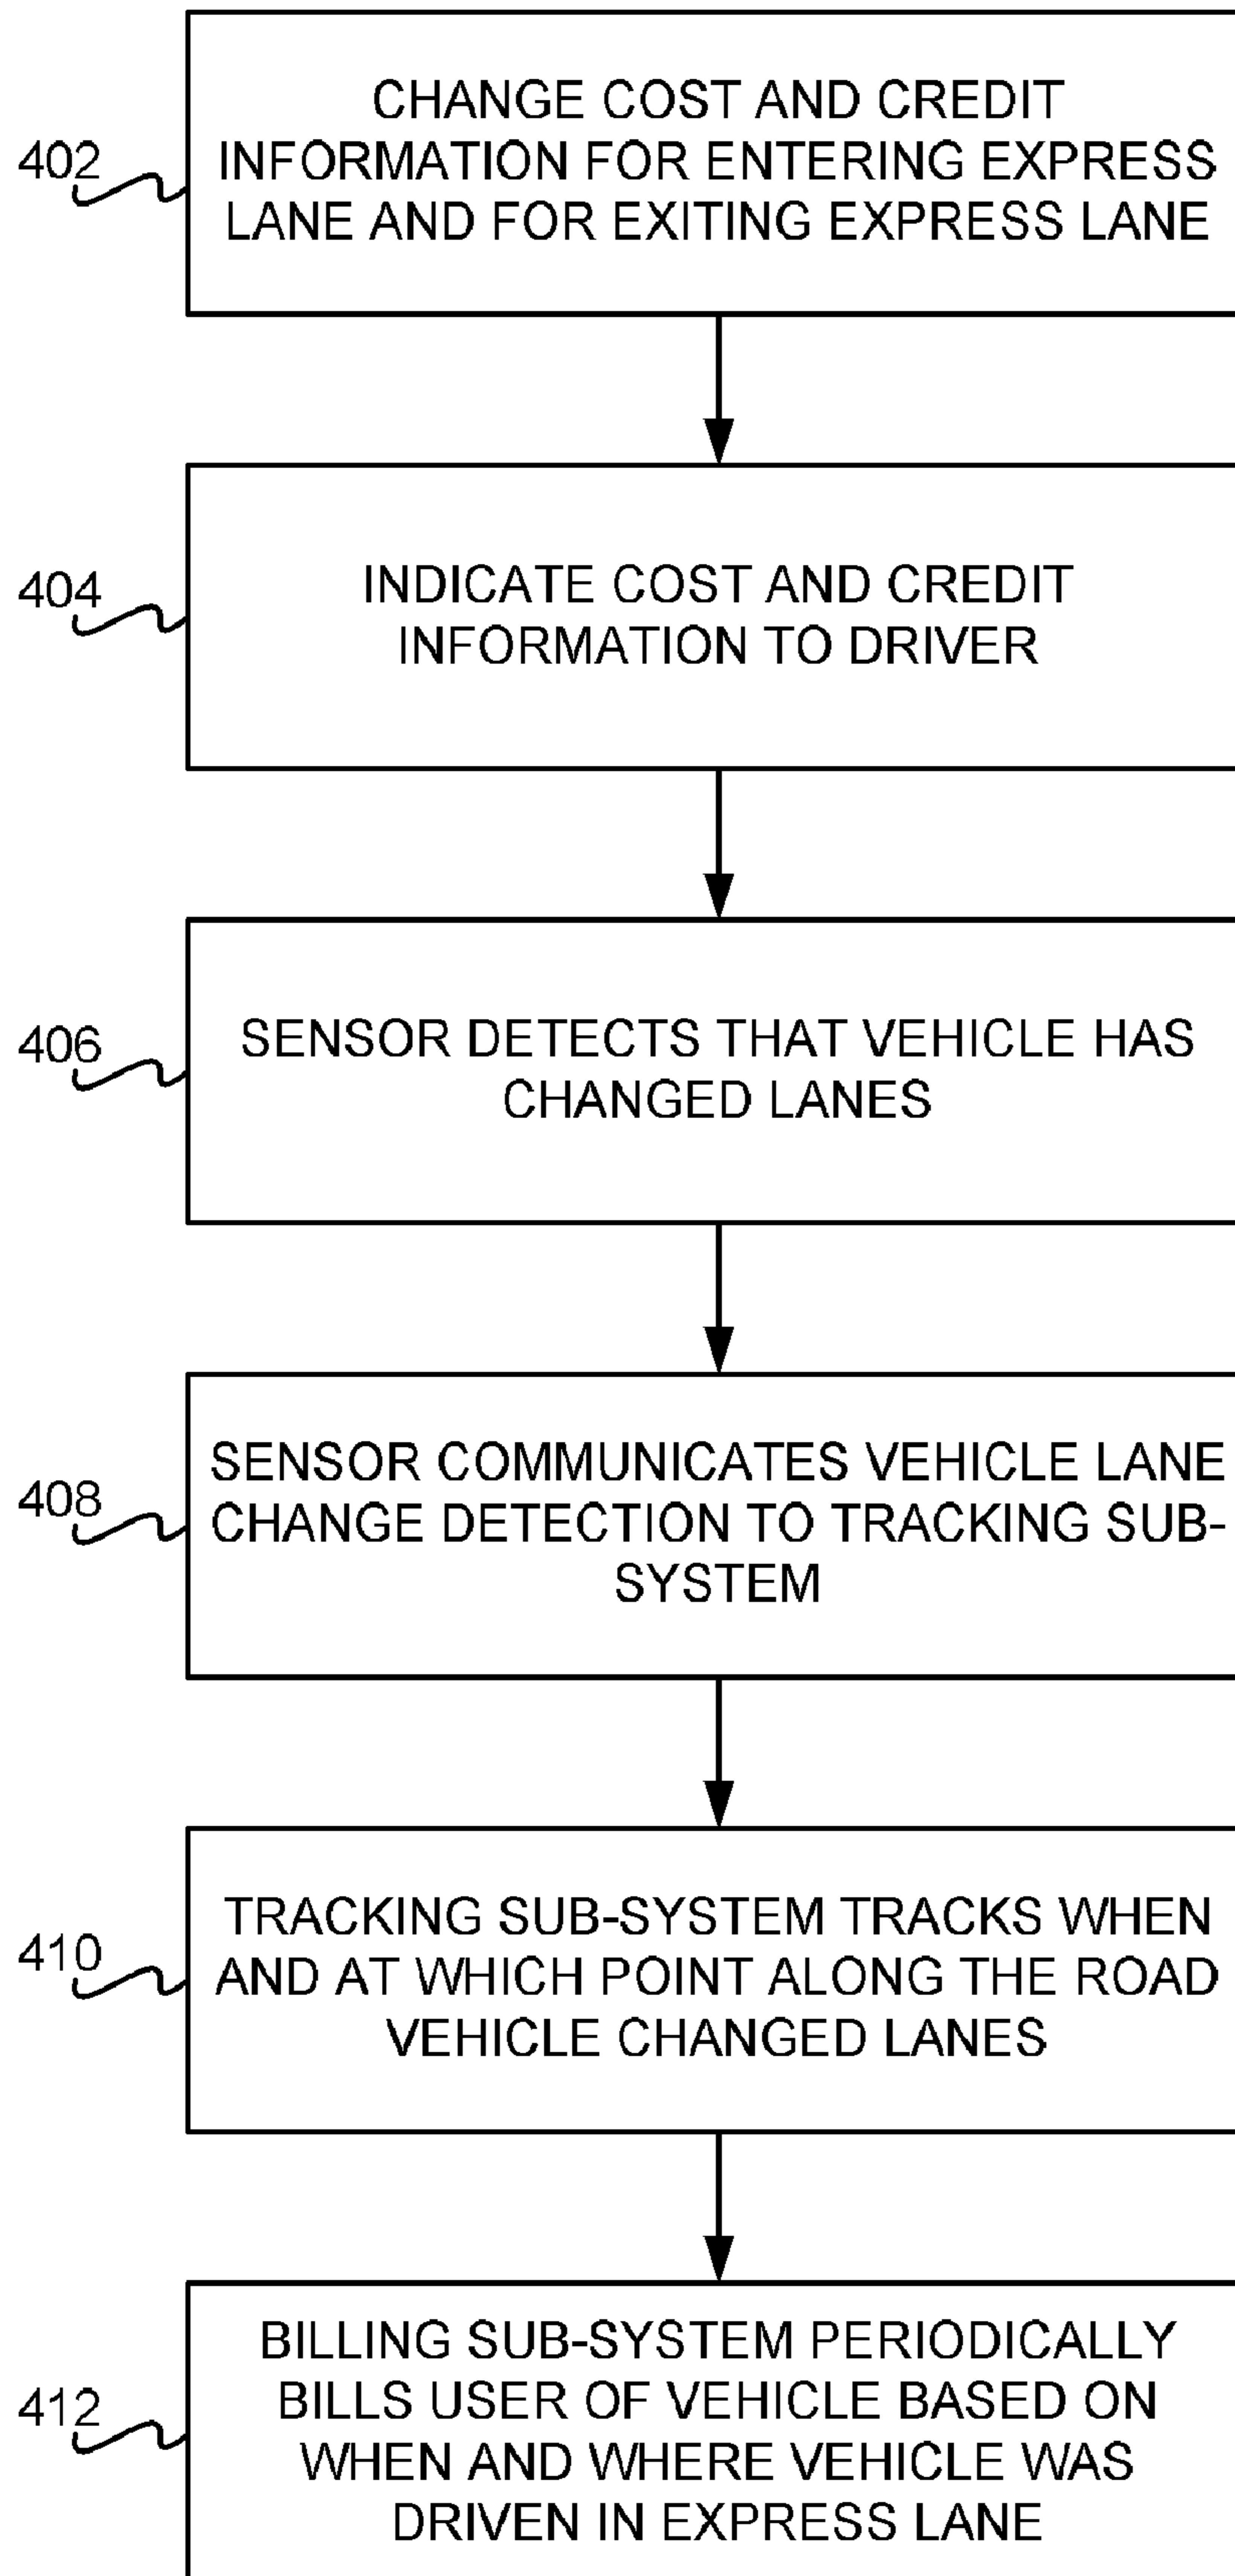 402
CHANGE COST AND CREDIT
INFORMATION FOR ENTERING EXPRESS
LANE AND FOR EXITING EXPRESS LANE
404
INDICATE COST AND CREDIT
INFORMATION TO DRIVER
406
SENSOR DETECTS THAT VEHICLE HAS
CHANGED LANES
408
SENSOR COMMUNICATES VEHICLE LANE
CHANGE DETECTION TO TRACKING SUB-
SYSTEM
410
TRACKING SUB-SYSTEM TRACKS WHEN
AND AT WHICH POINT ALONG THE ROAD
VEHICLE CHANGED LANES
412
BILLING SUB-SYSTEM PERIODICALLY
BILLS USER OF VEHICLE BASED ON
WHEN AND WHERE VEHICLE WAS
DRIVEN IN EXPRESS LANE